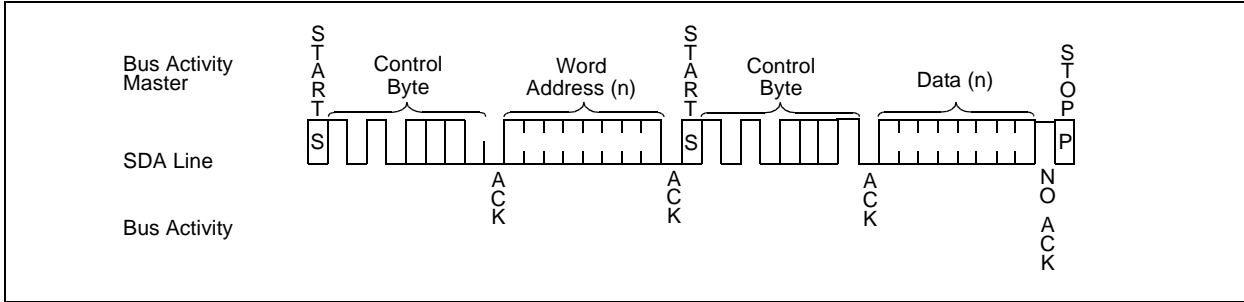 Bus Activity
Master
START
Control
Byte
Word
Address (n)
START
Control
Byte
Data (n)
STOP
SDA Line
S
S
P
Bus Activity
ACK
ACK
ACK
NO ACK